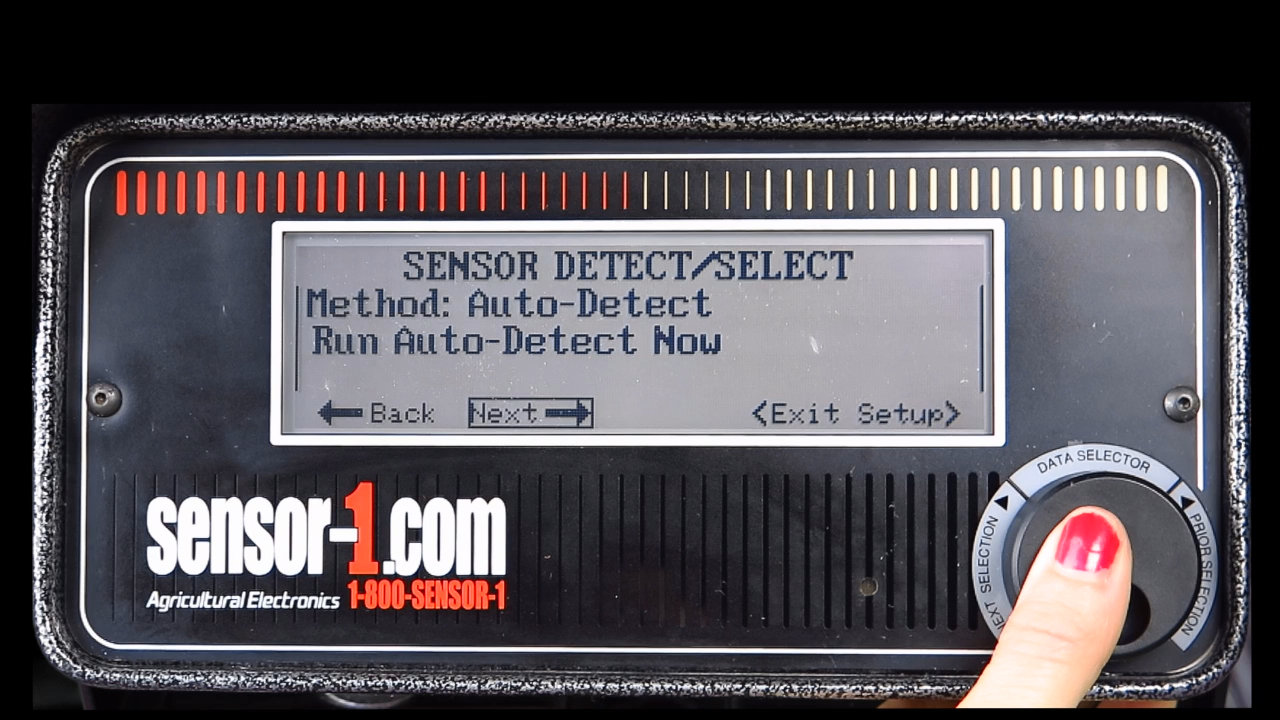 SENSOR DETECT/SELECT
Method: Auto-Detect
Run Auto-Detect Now
Back Next <Exit Setup>
sensor-1.com
Agricultural Electronics 1-800-SENSOR-1
DATA SELECTOR
NEXT SELECTION
PRIOR SELECTION